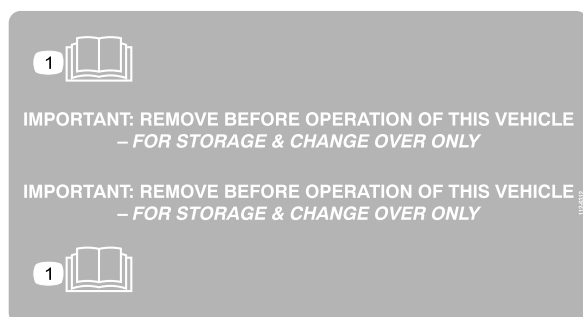 1
IMPORTANT: REMOVE BEFORE OPERATION OF THIS VEHICLE
– FOR STORAGE & CHANGE OVER ONLY
IMPORTANT: REMOVE BEFORE OPERATION OF THIS VEHICLE
– FOR STORAGE & CHANGE OVER ONLY
1